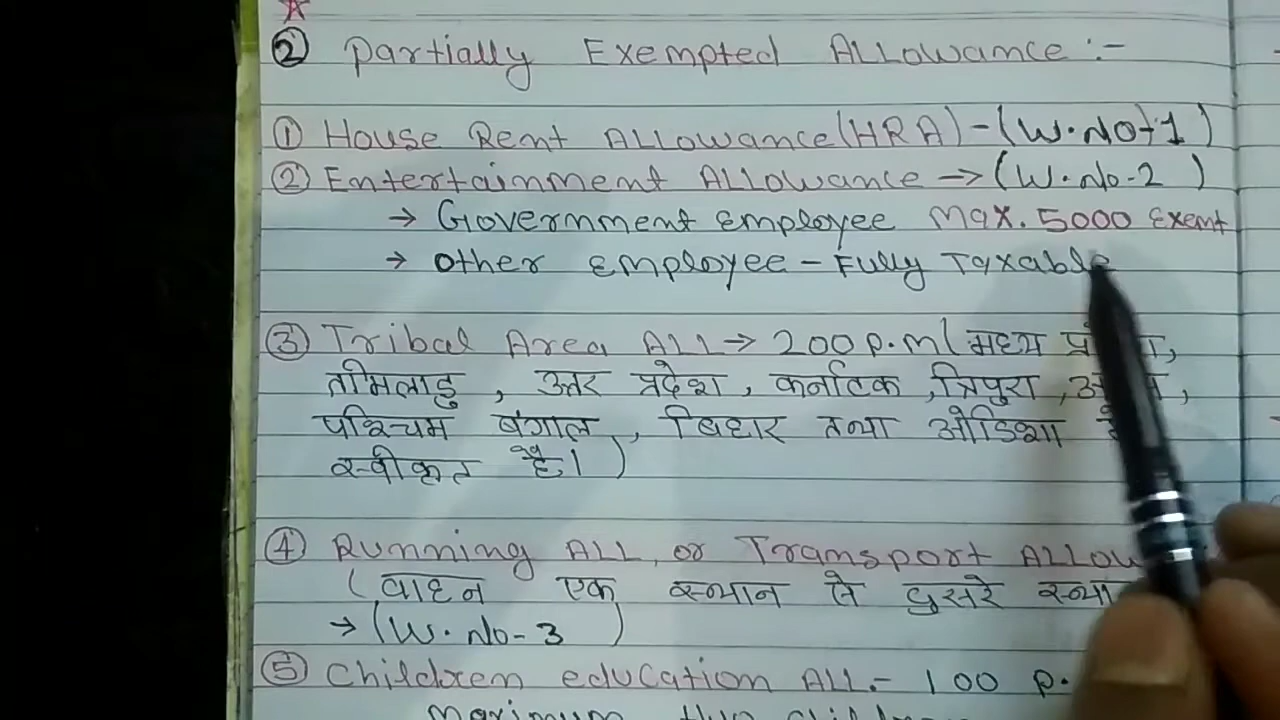 ② Partially Exempted Allowance :-
① House Rent Allowance (HRA) - (W.No-1)
② Entertainment Allowance → (W.No-2)
→ Government Employee Max. 5000 Exemt
→ Other Employee - Fully Taxable
③ Tribal Area All → 200 P.M (मध्य
तमिलाडु, उत्तर प्रदेश, कर्नाटक, त्रिपुरा,
पश्चिम बंगाल, बिहार तथा ओडिशा
स्वीकृत है।)
④ Running All. or Transport
(वाहन एक स्थान से दुसरे
→ (W.No-3)
⑤ Children education All.- 100 P.
Maximum